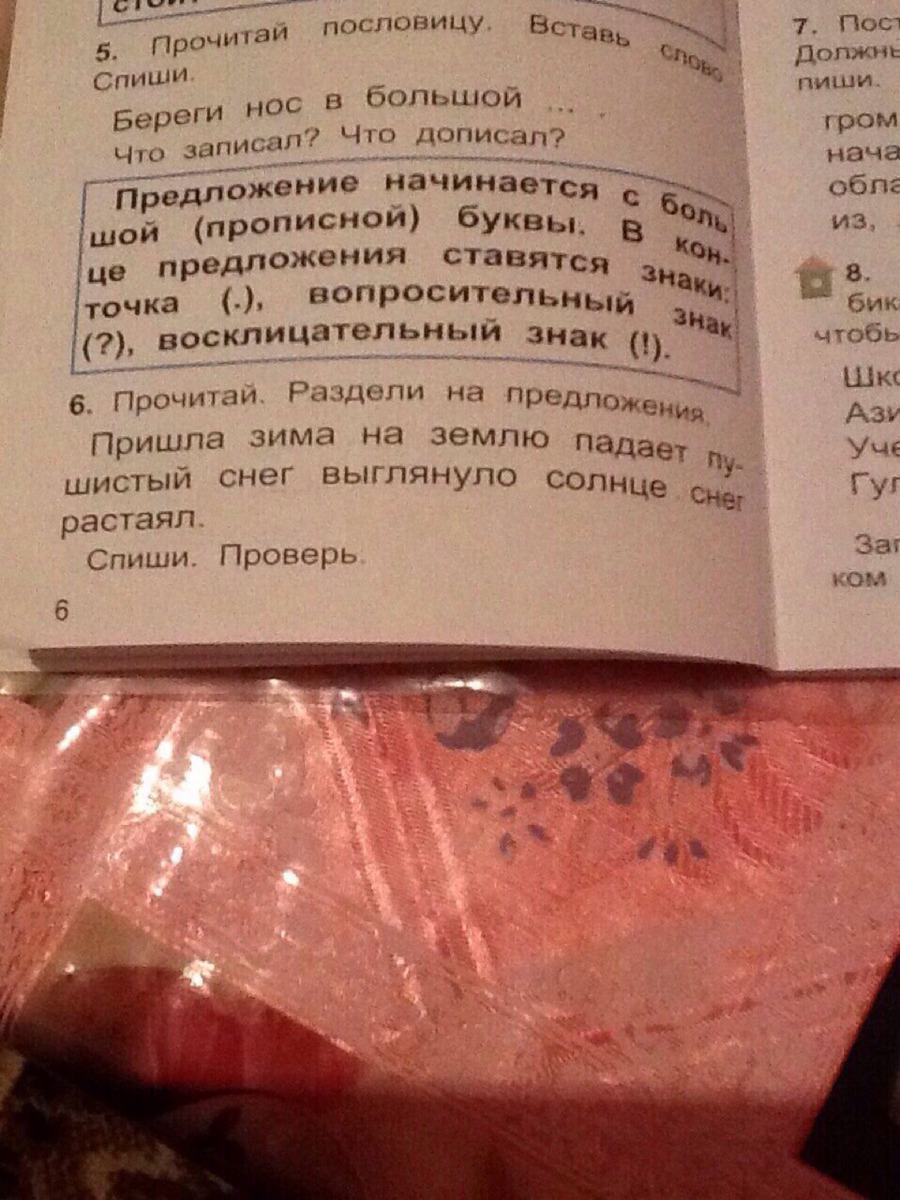 5. Прочитай пословицу. Вставь слово
Спиши.
Береги нос в большой ...
Что записал? Что дописал?
Предложение начинается с боль
шой (прописной) буквы. В кон-
це предложения ставятся знаки:
точка (.), вопросительный знак
(?), восклицательный знак (!).
6. Прочитай. Раздели на предложения.
Пришла зима на землю падает пу-
шистый снег выглянуло солнце снег
растаял.
Спиши. Проверь.
6
7. Пост
Должны
пиши.
гром
нача
обла
из,
8.
бик
чтобы
Шко
Ази
Уче
Гул
Зап
ком